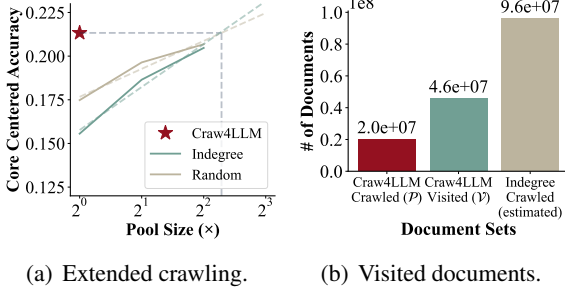 0.225
0.200
0.175
0.150
0.125
Core Centered Accuracy
Craw4LLM
Indegree
Random
2^0 2^1 2^2 2^3
Pool Size (×)
(a) Extended crawling.
1e8
1.0
0.8
0.6
0.4
0.2
0.0
# of Documents
2.0e+07
4.6e+07
9.6e+07
Craw4LLM
Crawled (𝒫)
Craw4LLM
Visited (𝒱)
Indegree
Crawled
(estimated)
Document Sets
(b) Visited documents.